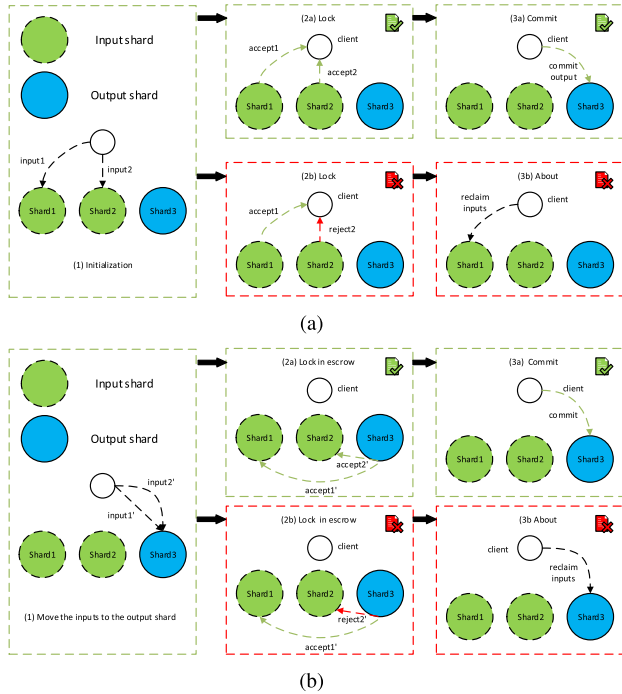 Input shard
Output shard
input1
input2
Shard1
Shard2
Shard3
(1) Initialization
(2a) Lock
client
accept1
accept2
Shard1
Shard2
Shard3
(3a) Commit
client
commit
output
Shard1
Shard2
Shard3
(2b) Lock
client
accept1
reject2
Shard1
Shard2
Shard3
(3b) About
reclaim
inputs
client
Shard1
Shard2
Shard3
(a)
Input shard
Output shard
input2'
input1'
Shard1
Shard2
Shard3
(1) Move the inputs to the output shard
(2a) Lock in escrow
client
Shard1
Shard2
Shard3
accept2'
accept1'
(3a) Commit
client
commit
Shard1
Shard2
Shard3
(2b) Lock in escrow
client
Shard1
Shard2
Shard3
reject2'
accept1'
(3b About
client
reclaim
inputs
Shard1
Shard2
Shard3
(b)